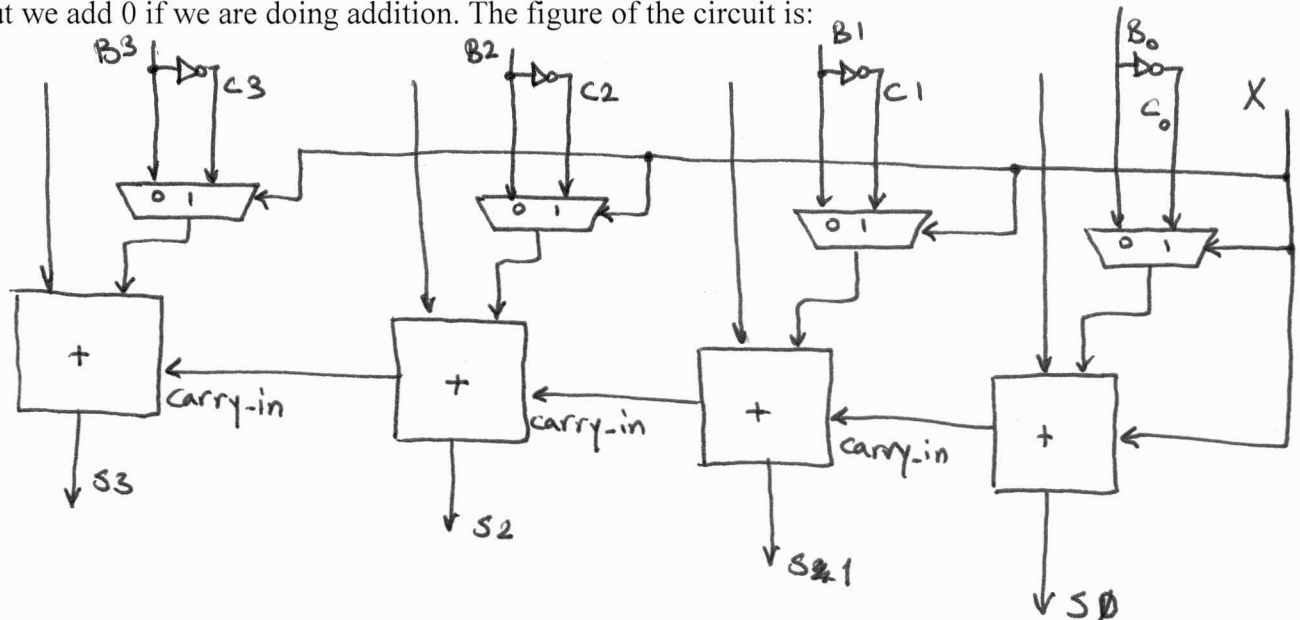 ut we add 0 if we are doing addition. The figure of the circuit is:
B3 B2 B1 B0
C3 C2 C1 C0 X
0 1 0 1 0 1 0 1
+ + + +
carry-in carry-in carry-in
S3 S2 S1 S0